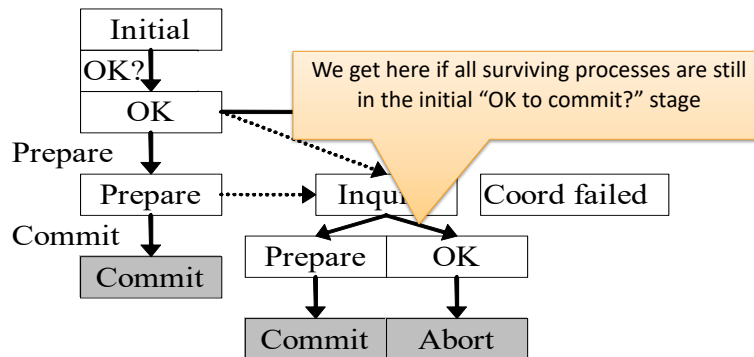 Initial
OK?
We get here if all surviving processes are still
in the initial “OK to commit?” stage
OK
Prepare
Prepare
Inqu
Coord failed
Commit
Prepare
OK
Commit
Commit
Abort